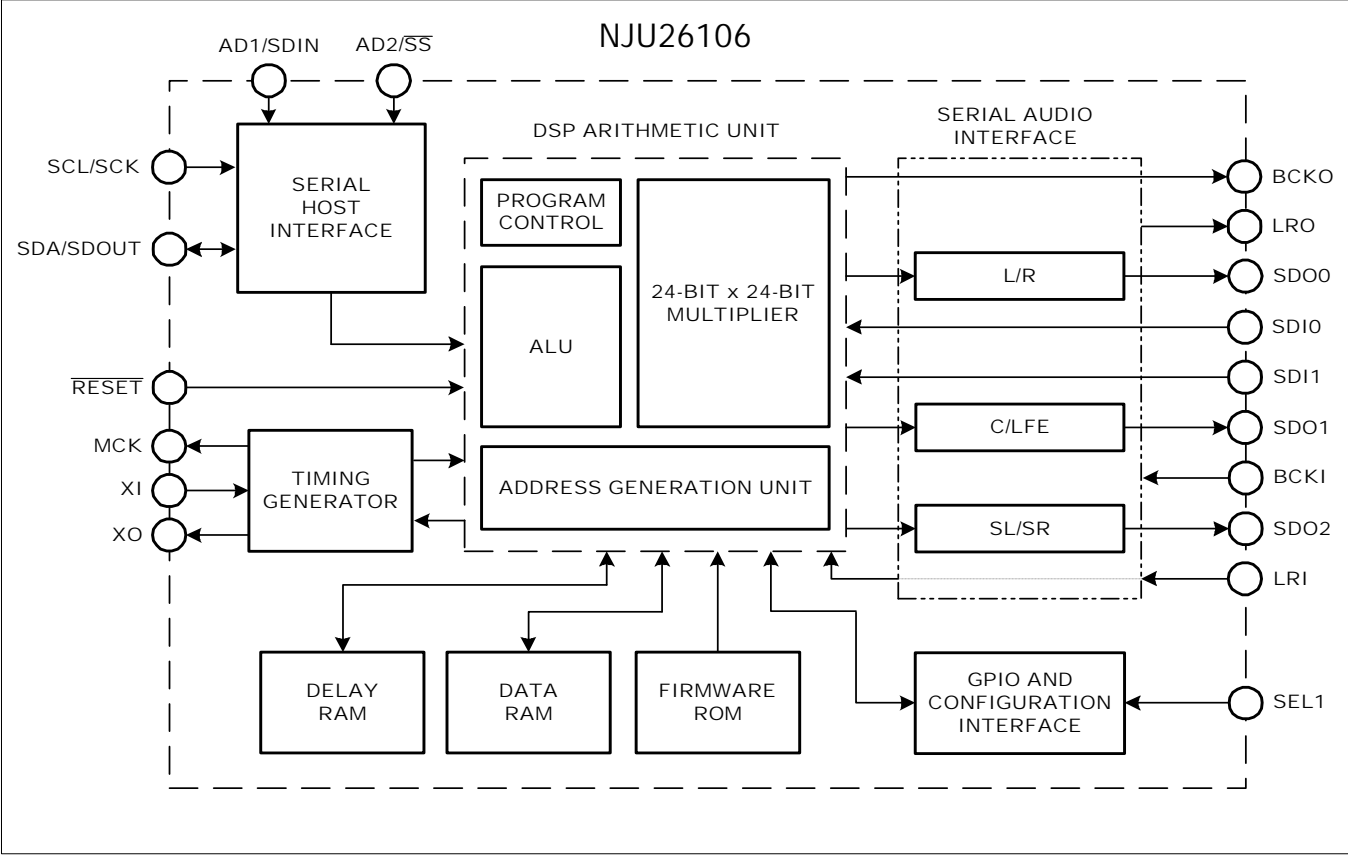 NJU26106
AD1/SDIN
AD2/SS
SCL/SCK
SDA/SDOUT
SERIAL
HOST
INTERFACE
RESET
MCK
XI
XO
TIMING
GENERATOR
DSP ARITHMETIC UNIT
PROGRAM
CONTROL
ALU
24-BIT x 24-BIT
MULTIPLIER
ADDRESS GENERATION UNIT
SERIAL AUDIO
INTERFACE
L/R
C/LFE
SL/SR
BCKO
LRO
SDO0
SDI0
SDI1
SDO1
BCKI
SDO2
LRI
SEL1
DELAY
RAM
DATA
RAM
FIRMWARE
ROM
GPIO AND
CONFIGURATION
INTERFACE